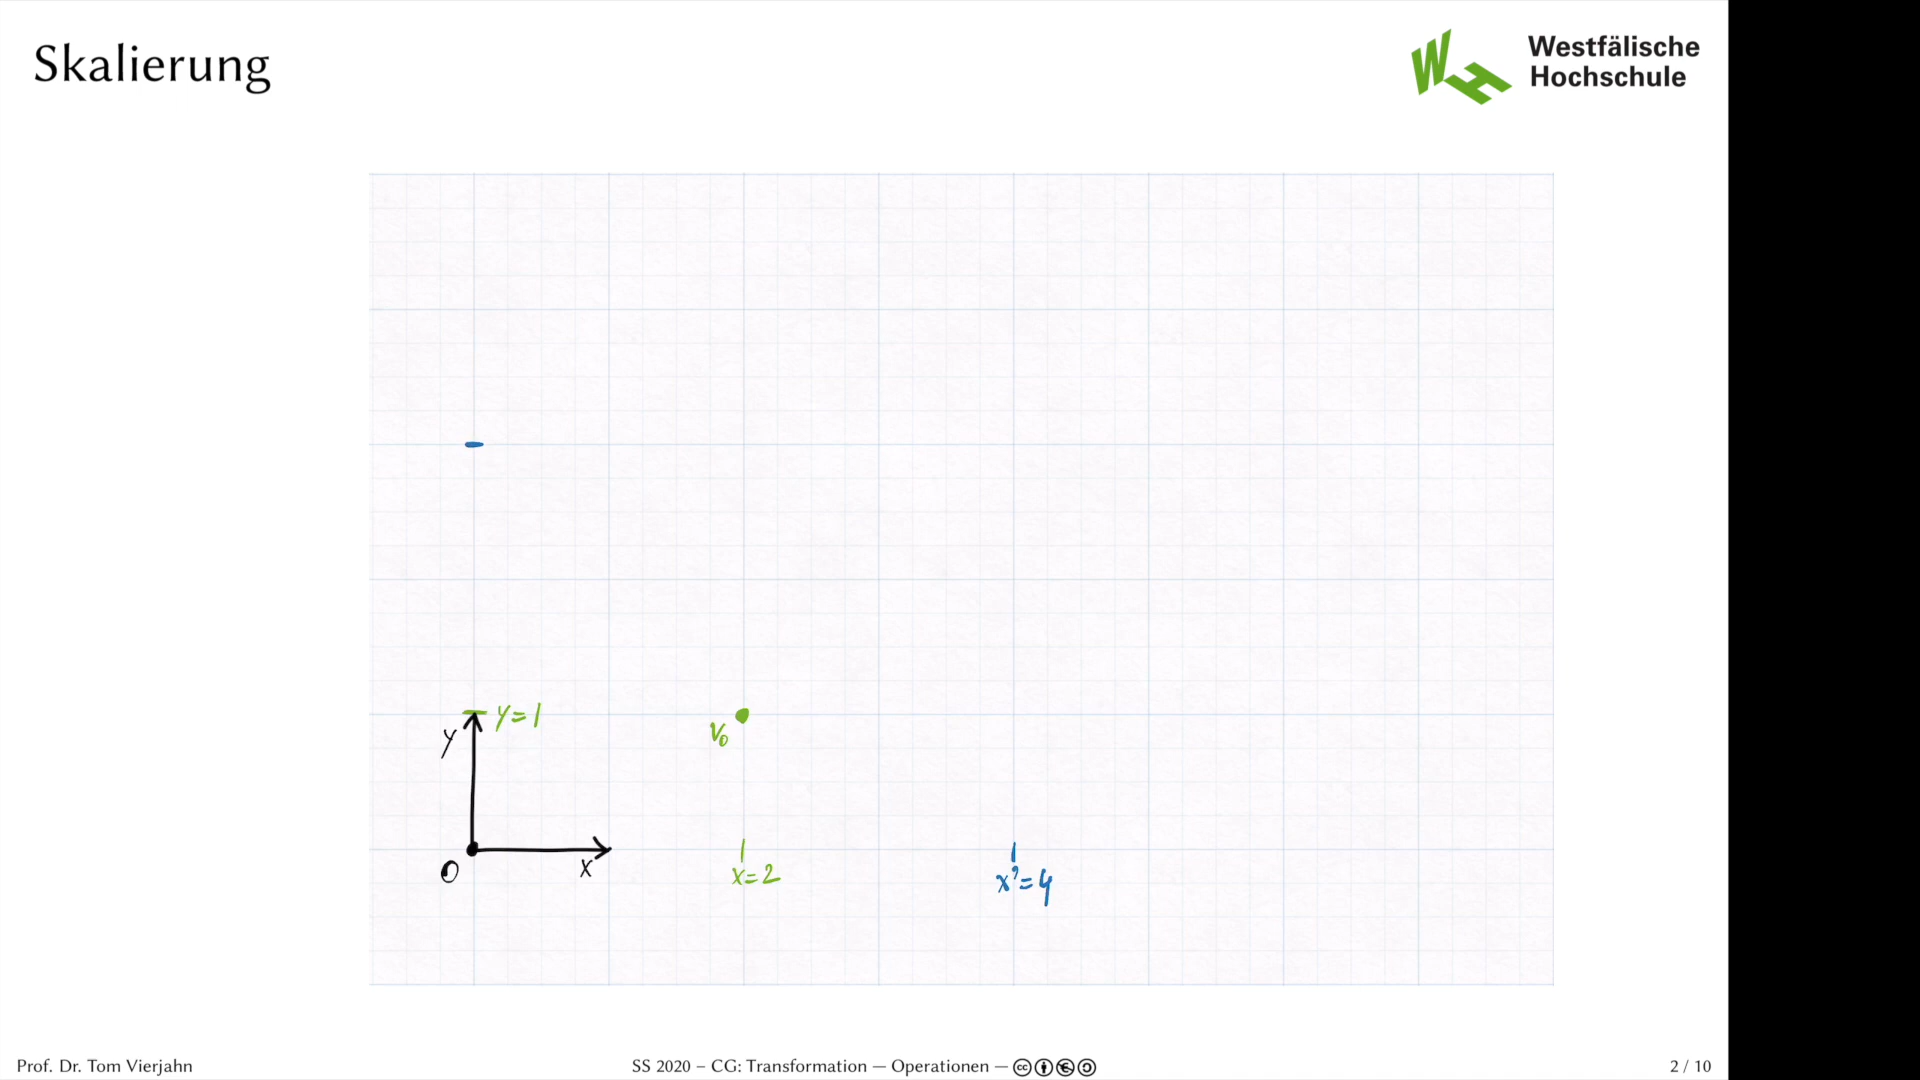 Skalierung
Westfälische
Hochschule
y=1
y
v₀
O
x
x=2
x'=4
Prof. Dr. Tom Vierjahn
SS 2020 – CG: Transformation — Operationen —
2 / 10